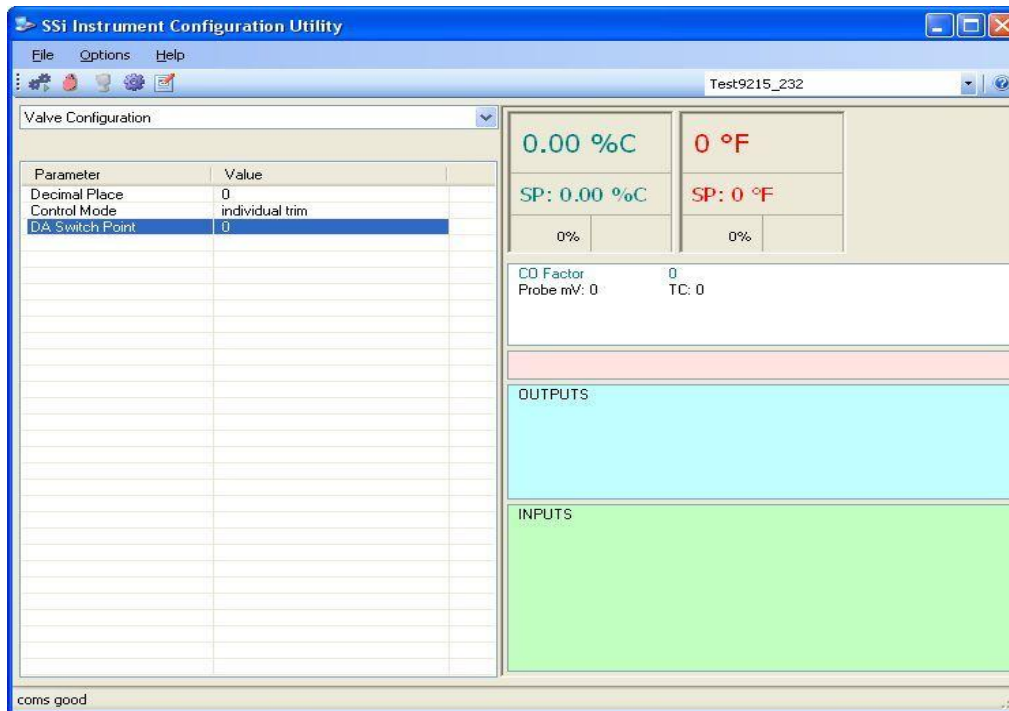 SSi Instrument Configuration Utility
File Options Help
Test9215_232
Valve Configuration
Parameter Value
Decimal Place 0
Control Mode individual trim
DA Switch Point 0
0.00 %C 0 ºF
SP: 0.00 %C SP: 0 ºF
0% 0%
CO Factor 0
Probe mV: 0 TC: 0
OUTPUTS
INPUTS
coms good